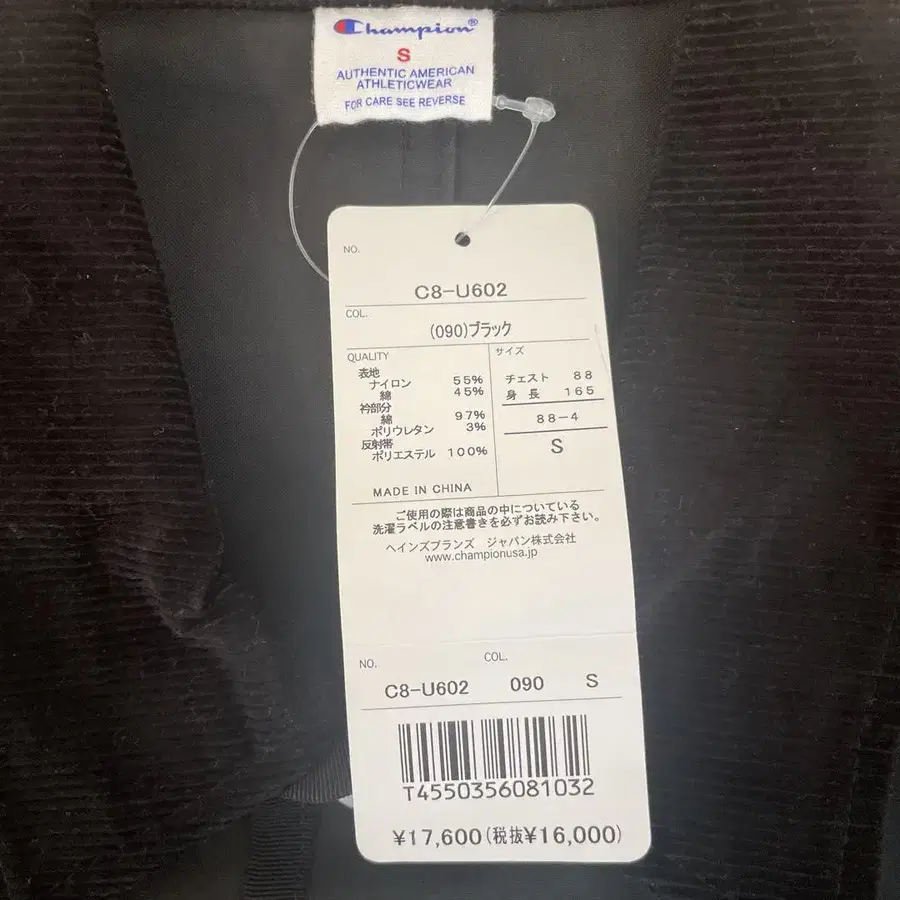 Champion®
S
AUTHENTIC AMERICAN
ATHLETICWEAR
FOR CARE SEE REVERSE
NO.
C8-U602
COL.
(090)ブラック
QUALITY
表地
ナイロン 55%
綿 45%
衿部分
綿 97%
ポリウレタン 3%
反射帯
ポリエステル 100%
MADE IN CHINA
サイズ
チェスト 88
身長 165
88-4
S
ご使用の際は商品の中についている
洗濯ラベルの注意書きを必ずお読み下さい。
ヘインズブランズ ジャパン株式会社
www.championusa.jp
NO. COL.
C8-U602 090 S
T4550356081032
¥17,600(税抜¥16,000)